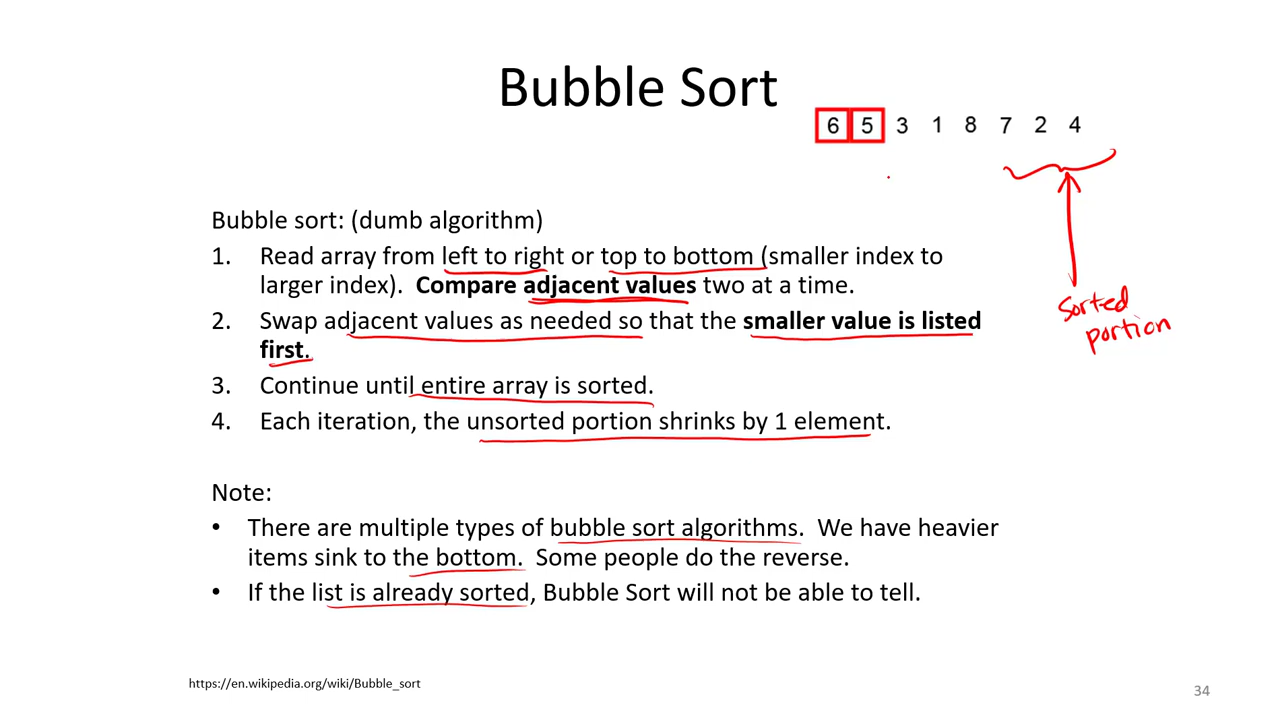 Bubble Sort
6 5 3 1 8 7 2 4
Bubble sort: (dumb algorithm)
1. Read array from left to right or top to bottom (smaller index to
larger index). Compare adjacent values two at a time.
2. Swap adjacent values as needed so that the smaller value is listed
first.
sorted
portion
3. Continue until entire array is sorted.
4. Each iteration, the unsorted portion shrinks by 1 element.
Note:
• There are multiple types of bubble sort algorithms. We have heavier
items sink to the bottom. Some people do the reverse.
• If the list is already sorted, Bubble Sort will not be able to tell.
https://en.wikipedia.org/wiki/Bubble_sort
34